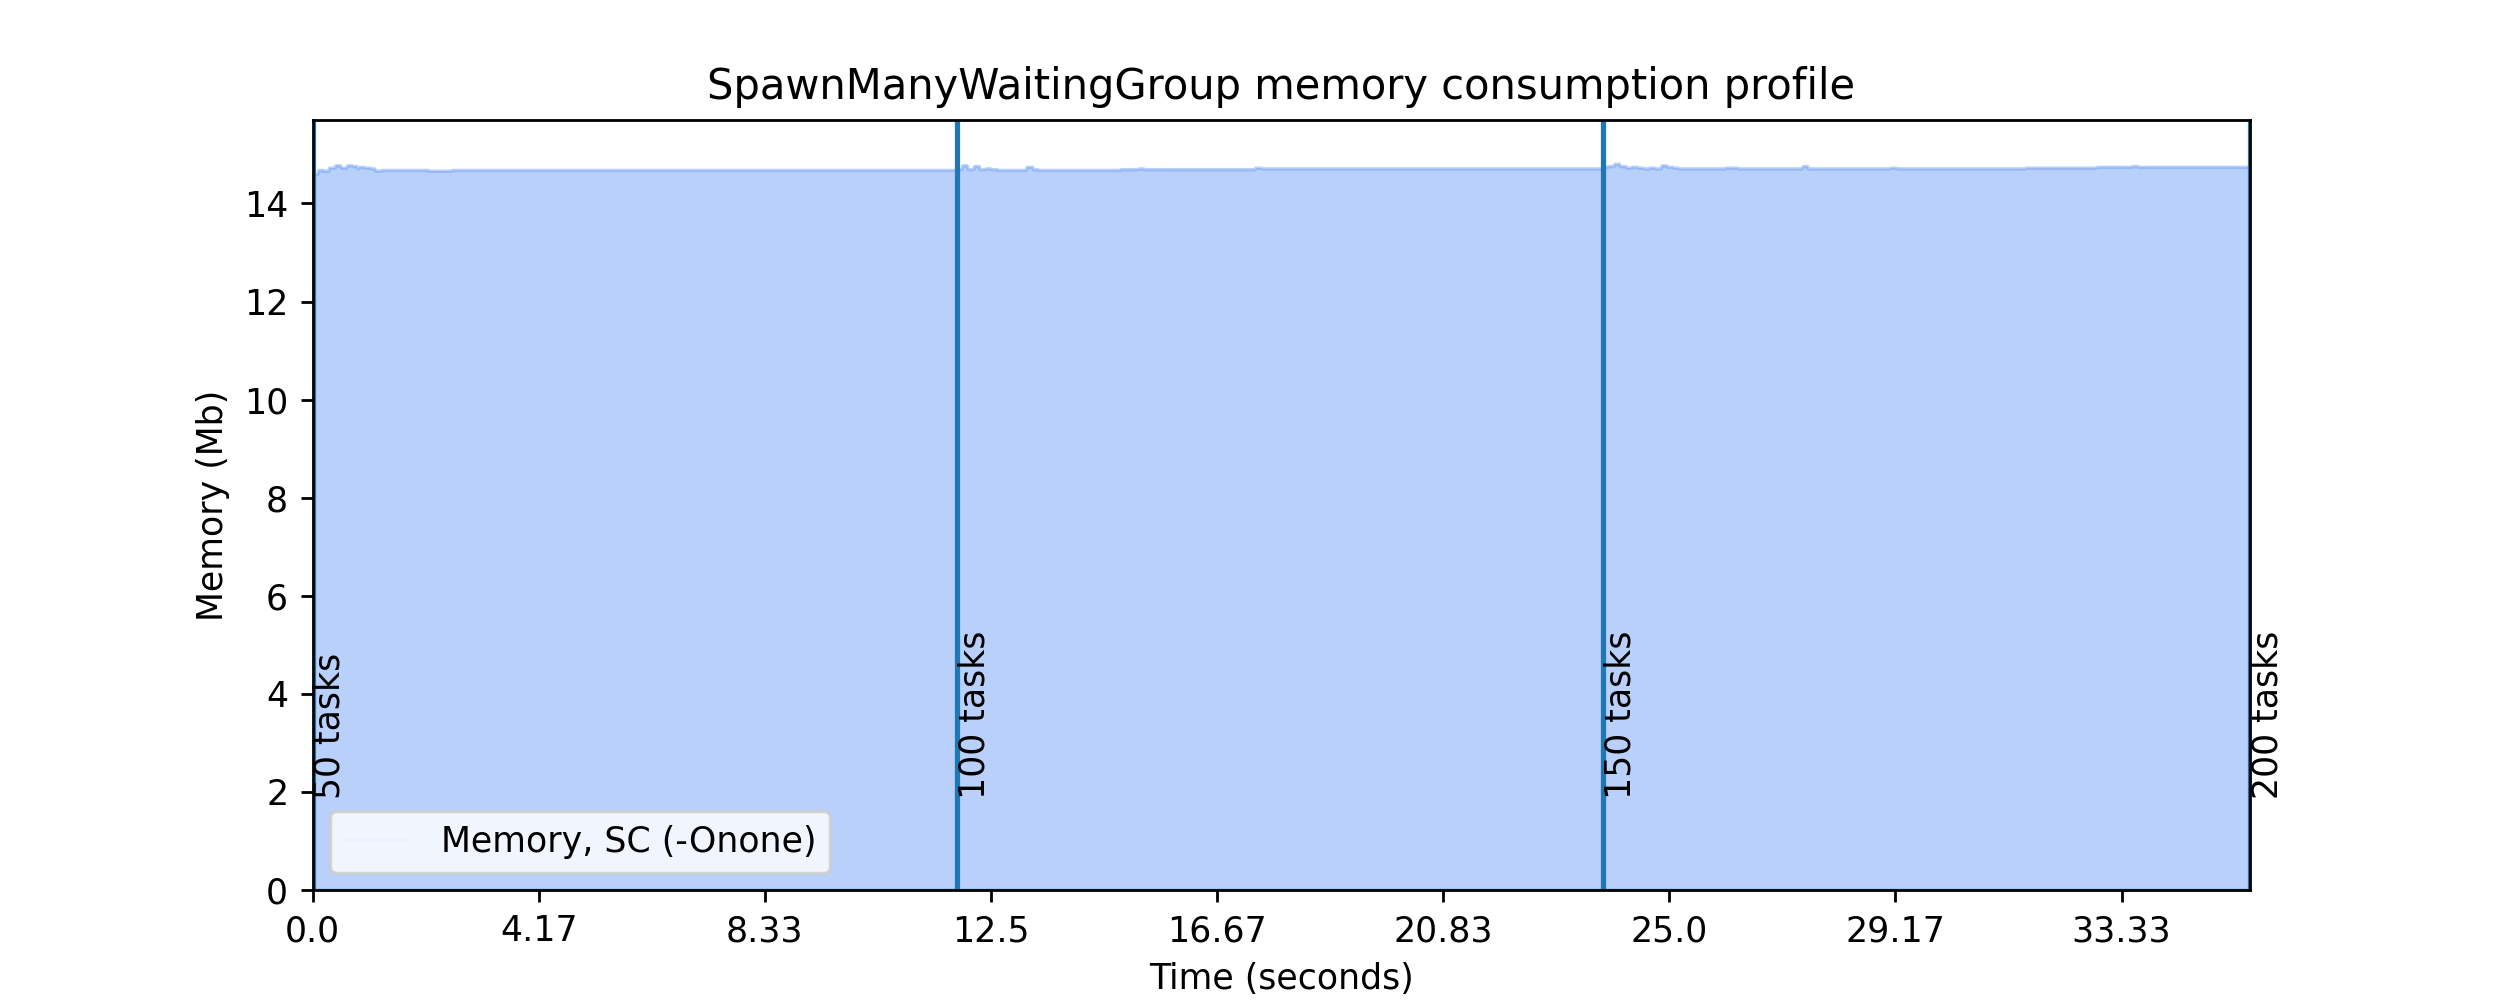 SpawnManyWaitingGroup memory consumption profile
Memory (Mb)
14
12
10
8
6
4
2
0
50 tasks
100 tasks
150 tasks
200 tasks
Memory, SC (-Onone)
0.0 4.17 8.33 12.5 16.67 20.83 25.0 29.17 33.33
Time (seconds)